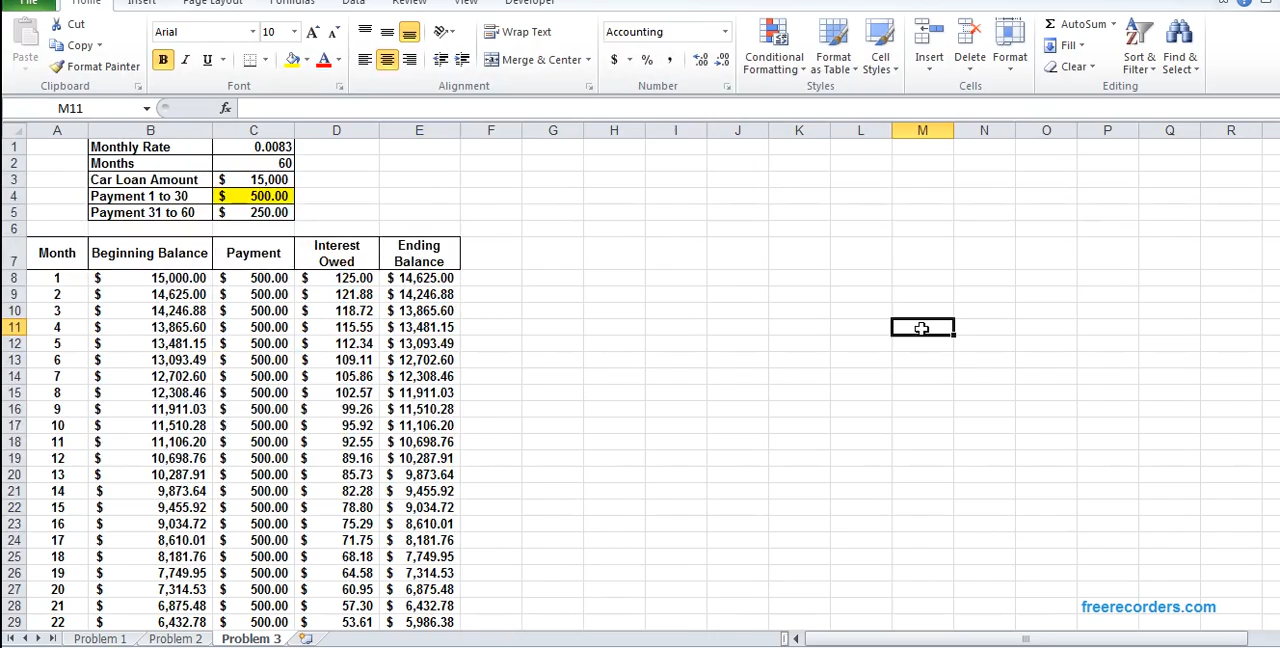 File Home Insert Page Layout Formulas Data Review View Developer
Cut
Copy
Format Painter
Paste
Clipboard
Arial 10
B I U
Font
Wrap Text
Merge & Center
Alignment
Accounting
$ % ,
Number
Conditional Formatting
Format as Table
Cell Styles
Styles
Insert Delete Format
Cells
AutoSum
Fill
Clear
Sort & Filter
Find & Select
Editing
M11 fx
A B C D E F G H I J K L M N O P Q R
1 Monthly Rate 0.0083
2 Months 60
3 Car Loan Amount $ 15,000
4 Payment 1 to 30 $ 500.00
5 Payment 31 to 60 $ 250.00
6
7 Month Beginning Balance Payment Interest Owed Ending Balance
8 1 $ 15,000.00 $ 500.00 $ 125.00 $ 14,625.00
9 2 $ 14,625.00 $ 500.00 $ 121.88 $ 14,246.88
10 3 $ 14,246.88 $ 500.00 $ 118.72 $ 13,865.60
11 4 $ 13,865.60 $ 500.00 $ 115.55 $ 13,481.15
12 5 $ 13,481.15 $ 500.00 $ 112.34 $ 13,093.49
13 6 $ 13,093.49 $ 500.00 $ 109.11 $ 12,702.60
14 7 $ 12,702.60 $ 500.00 $ 105.86 $ 12,308.46
15 8 $ 12,308.46 $ 500.00 $ 102.57 $ 11,911.03
16 9 $ 11,911.03 $ 500.00 $ 99.26 $ 11,510.28
17 10 $ 11,510.28 $ 500.00 $ 95.92 $ 11,106.20
18 11 $ 11,106.20 $ 500.00 $ 92.55 $ 10,698.76
19 12 $ 10,698.76 $ 500.00 $ 89.16 $ 10,287.91
20 13 $ 10,287.91 $ 500.00 $ 85.73 $ 9,873.64
21 14 $ 9,873.64 $ 500.00 $ 82.28 $ 9,455.92
22 15 $ 9,455.92 $ 500.00 $ 78.80 $ 9,034.72
23 16 $ 9,034.72 $ 500.00 $ 75.29 $ 8,610.01
24 17 $ 8,610.01 $ 500.00 $ 71.75 $ 8,181.76
25 18 $ 8,181.76 $ 500.00 $ 68.18 $ 7,749.95
26 19 $ 7,749.95 $ 500.00 $ 64.58 $ 7,314.53
27 20 $ 7,314.53 $ 500.00 $ 60.95 $ 6,875.48
28 21 $ 6,875.48 $ 500.00 $ 57.30 $ 6,432.78
29 22 $ 6,432.78 $ 500.00 $ 53.61 $ 5,986.38
freerecorders.com
Problem 1 Problem 2 Problem 3